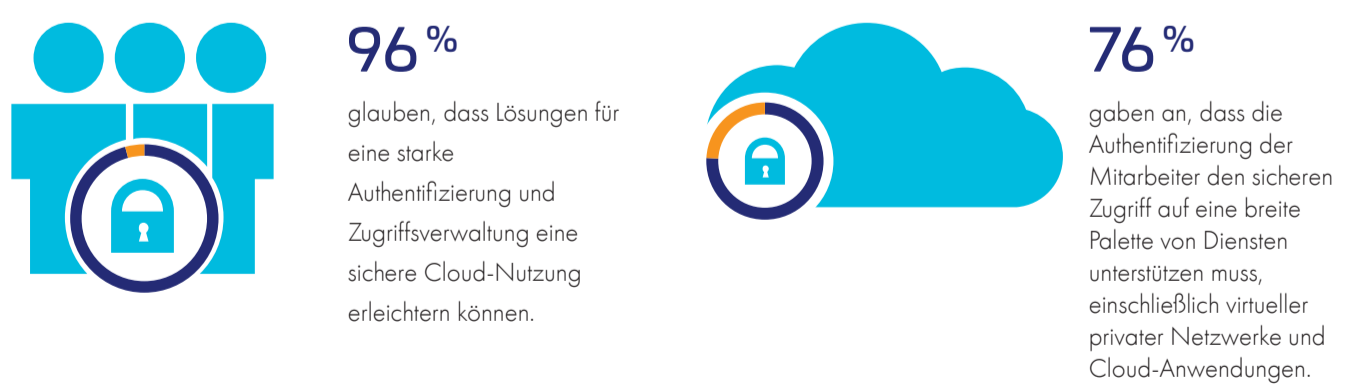 96 %
glauben, dass Lösungen für
eine starke
Authentifizierung und
Zugriffsverwaltung eine
sichere Cloud-Nutzung
erleichtern können.
76 %
gaben an, dass die
Authentifizierung der
Mitarbeiter den sicheren
Zugriff auf eine breite
Palette von Diensten
unterstützen muss,
einschließlich virtueller
privater Netzwerke und
Cloud-Anwendungen.